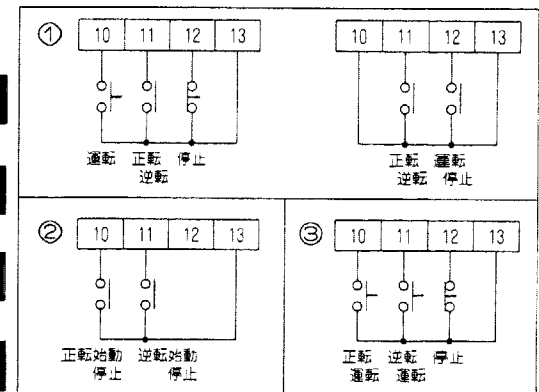 ① 10 11 12 13
運転 正転 停止
逆転
10 11 12 13
正転 運転
逆転 停止
② 10 11 12 13
正転始動 逆転始動
停止 停止
③ 10 11 12 13
正転 逆転 停止
運転 運転